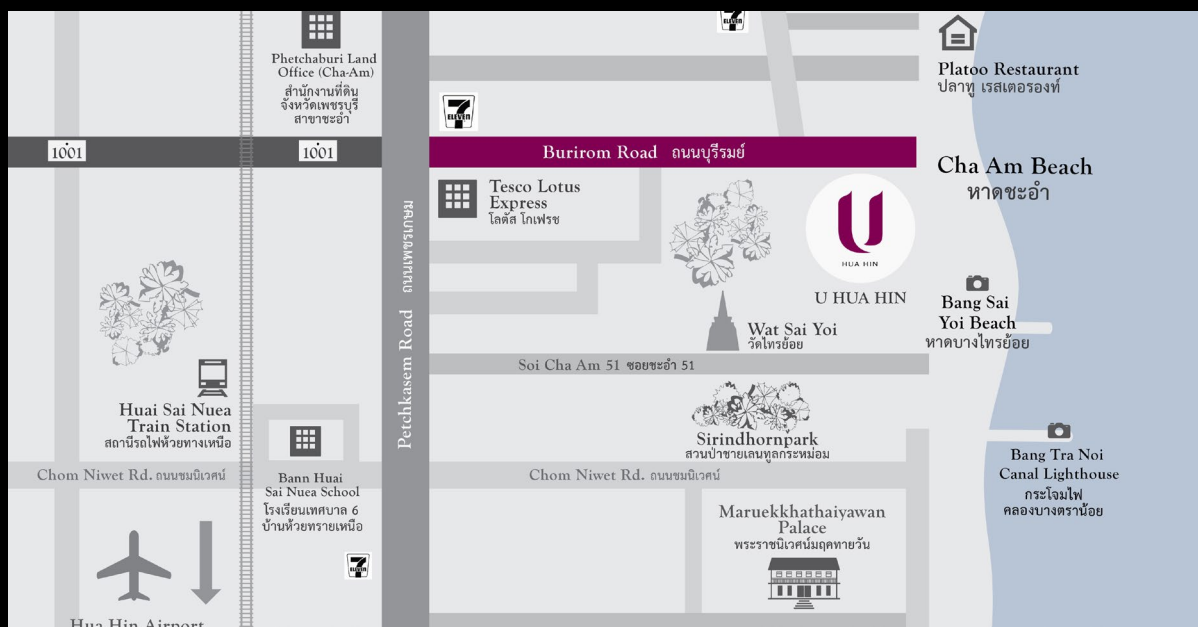 7
ELEVEN
Phetchaburi Land
Office (Cha-Am)
สำนักงานที่ดิน
จังหวัดเพชรบุรี
สาขาชะอำ
Platoo Restaurant
ปลาทู เรสเตอรองท์
7
ELEVEN
1001
1001
Burirom Road ถนนบุรีรมย์
Cha Am Beach
หาดชะอำ
Tesco Lotus
Express
โลตัส โกเฟรช
U
HUA HIN
U HUA HIN
Petchkasem Road ถนนเพชรเกษม
Bang Sai
Yoi Beach
หาดบางไทรย้อย
Wat Sai Yoi
วัดไทรย้อย
Soi Cha Am 51 ซอยชะอำ 51
Huai Sai Nuea
Train Station
สถานีรถไฟห้วยทางเหนือ
Sirindhornpark
สวนป่าชายเลนทูลกระหม่อม
Bang Tra Noi
Canal Lighthouse
กระโจมไฟ
คลองบางตราน้อย
Chom Niwet Rd. ถนนชมนิเวศน์
Bann Huai
Sai Nuea School
โรงเรียนเทศบาล 6
บ้านห้วยทรายเหนือ
Chom Niwet Rd. ถนนชมนิเวศน์
Maruekkhathaiyawan
Palace
พระราชนิเวศน์มฤคทายวัน
7
ELEVEN
Hua Hin Airport